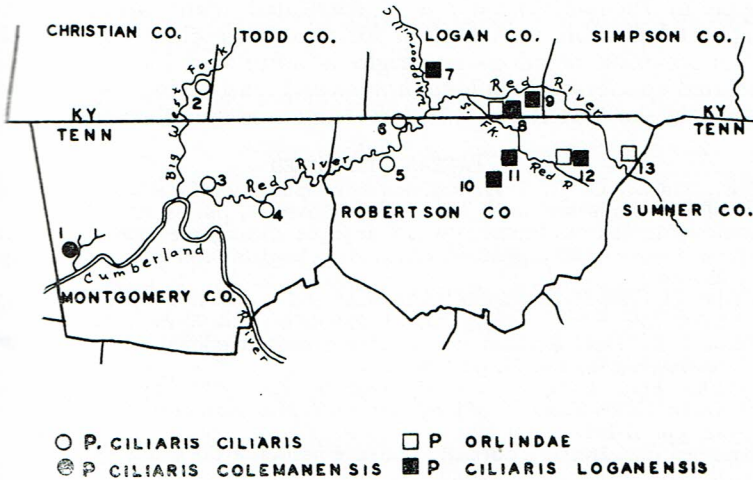 CHRISTIAN CO.
TODD CO.
LOGAN CO.
SIMPSON CO.
Big West Fork
Whippoorwill C
Red River
S. FK.
Red R
KY
TENN
KY
TENN
1
2
3
4
5
6
7
8
9
10
11
12
13
Red River
ROBERTSON CO
SUMNER CO.
Cumberland River
MONTGOMERY CO.
P. CILIARIS CILIARIS
P ORLINDAE
P CILIARIS COLEMANENSIS
P CILIARIS LOGANENSIS